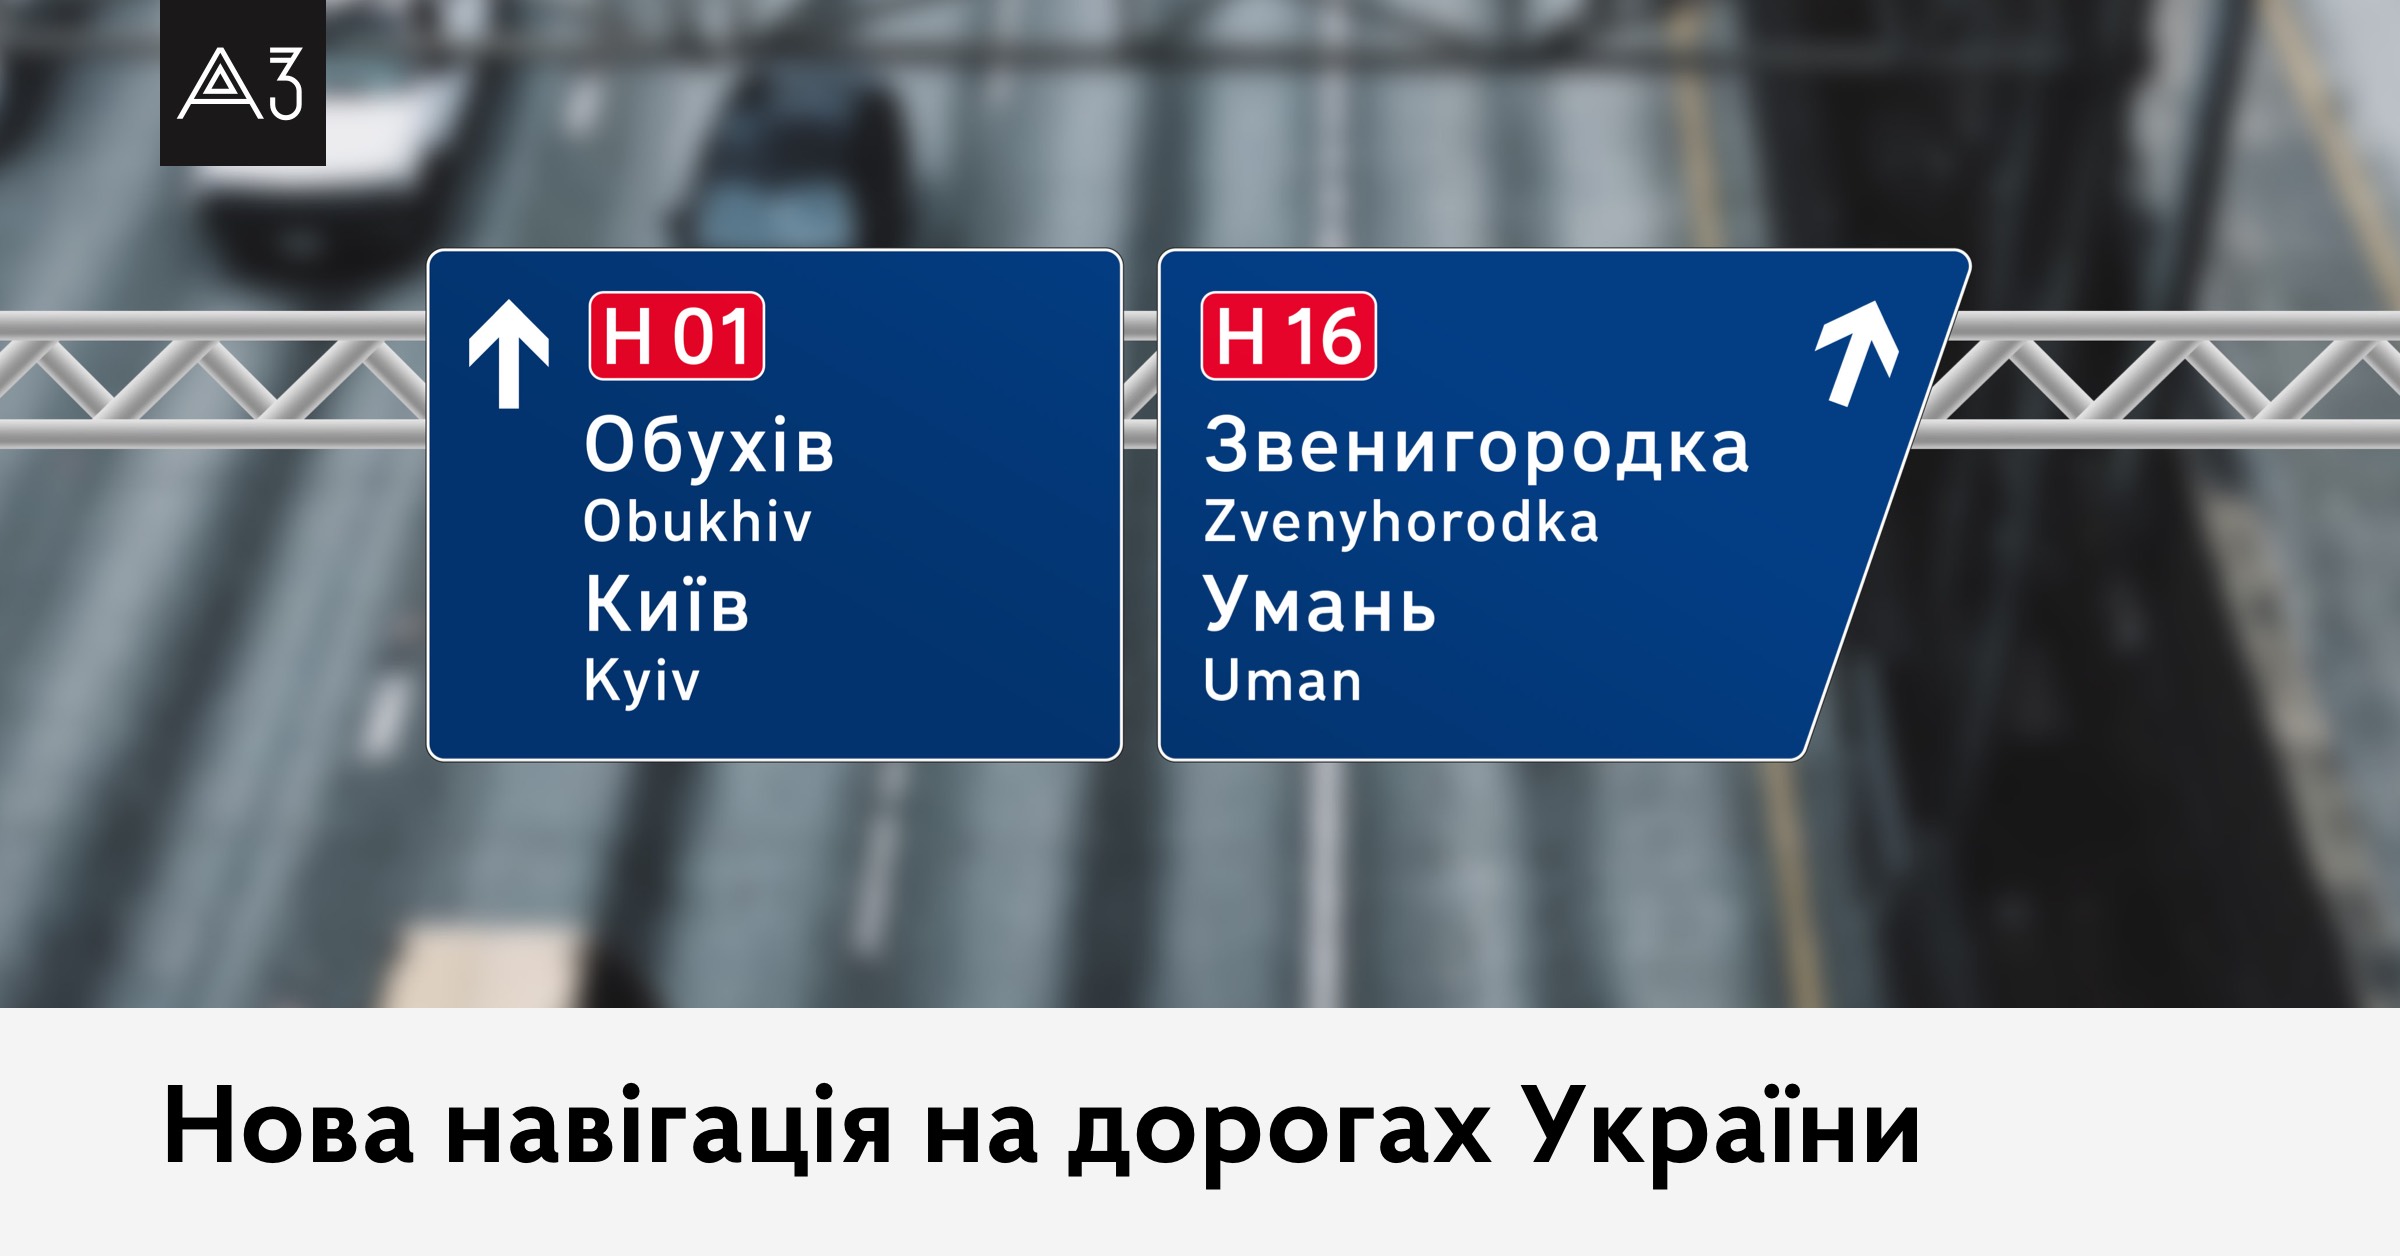 А3
Н 01
Обухів
Obukhiv
Київ
Kyiv
Н 16
Звенигородка
Zvenyhorodka
Умань
Uman
Нова навігація на дорогах України